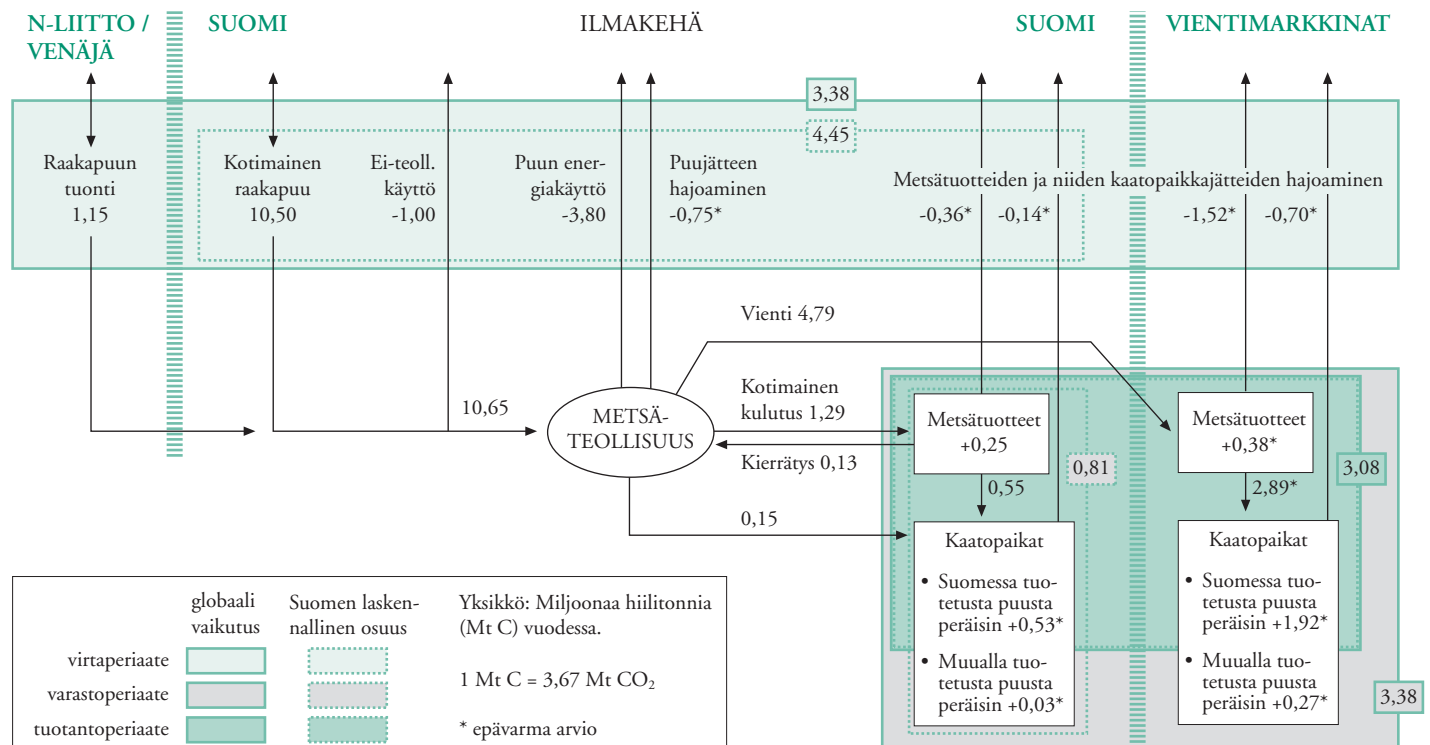 N-LIITTO /
VENÄJÄ
SUOMI
ILMAKEHÄ
SUOMI
VIENTIMARKKINAT
3,38
4,45
Raakapuun
tuonti
1,15
Kotimainen
raakapuu
10,50
Ei-teoll.
käyttö
-1,00
Puun ener-
giakäyttö
-3,80
Puujätteen
hajoaminen
-0,75*
Metsätuotteiden ja niiden kaatopaikkajätteiden hajoaminen
-0,36*
-0,14*
-1,52*
-0,70*
Vienti 4,79
10,65
METSÄ-
TEOLLISUUS
Kotimainen
kulutus 1,29
Kierrätys 0,13
0,15
Metsätuotteet
+0,25
0,81
0,55
Metsätuotteet
+0,38*
3,08
2,89*
Kaatopaikat
• Suomessa tuo-
tetusta puusta
peräisin +0,53*
• Muualla tuo-
tetusta puusta
peräisin +0,03*
Kaatopaikat
• Suomessa tuo-
tetusta puusta
peräisin +1,92*
• Muualla tuo-
tetusta puusta
peräisin +0,27*
3,38
globaali
vaikutus
Suomen lasken-
nallinen osuus
virtaperiaate
varastoperiaate
tuotantoperiaate
Yksikkö: Miljoonaa hiilitonnia
(Mt C) vuodessa.
1 Mt C = 3,67 Mt CO₂
* epävarma arvio